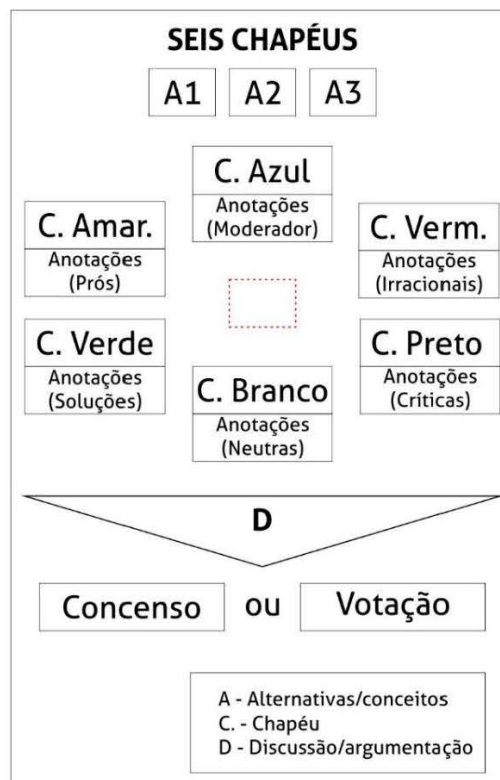 SEIS CHAPÉUS
A1 A2 A3
C. Azul
Anotações
(Moderador)
C. Amar.
Anotações
(Prós)
C. Verm.
Anotações
(Irracionais)
C. Verde
Anotações
(Soluções)
C. Preto
Anotações
(Críticas)
C. Branco
Anotações
(Neutras)
D
Concenso ou Votação
A - Alternativas/conceitos
C. - Chapéu
D - Discussão/argumentação